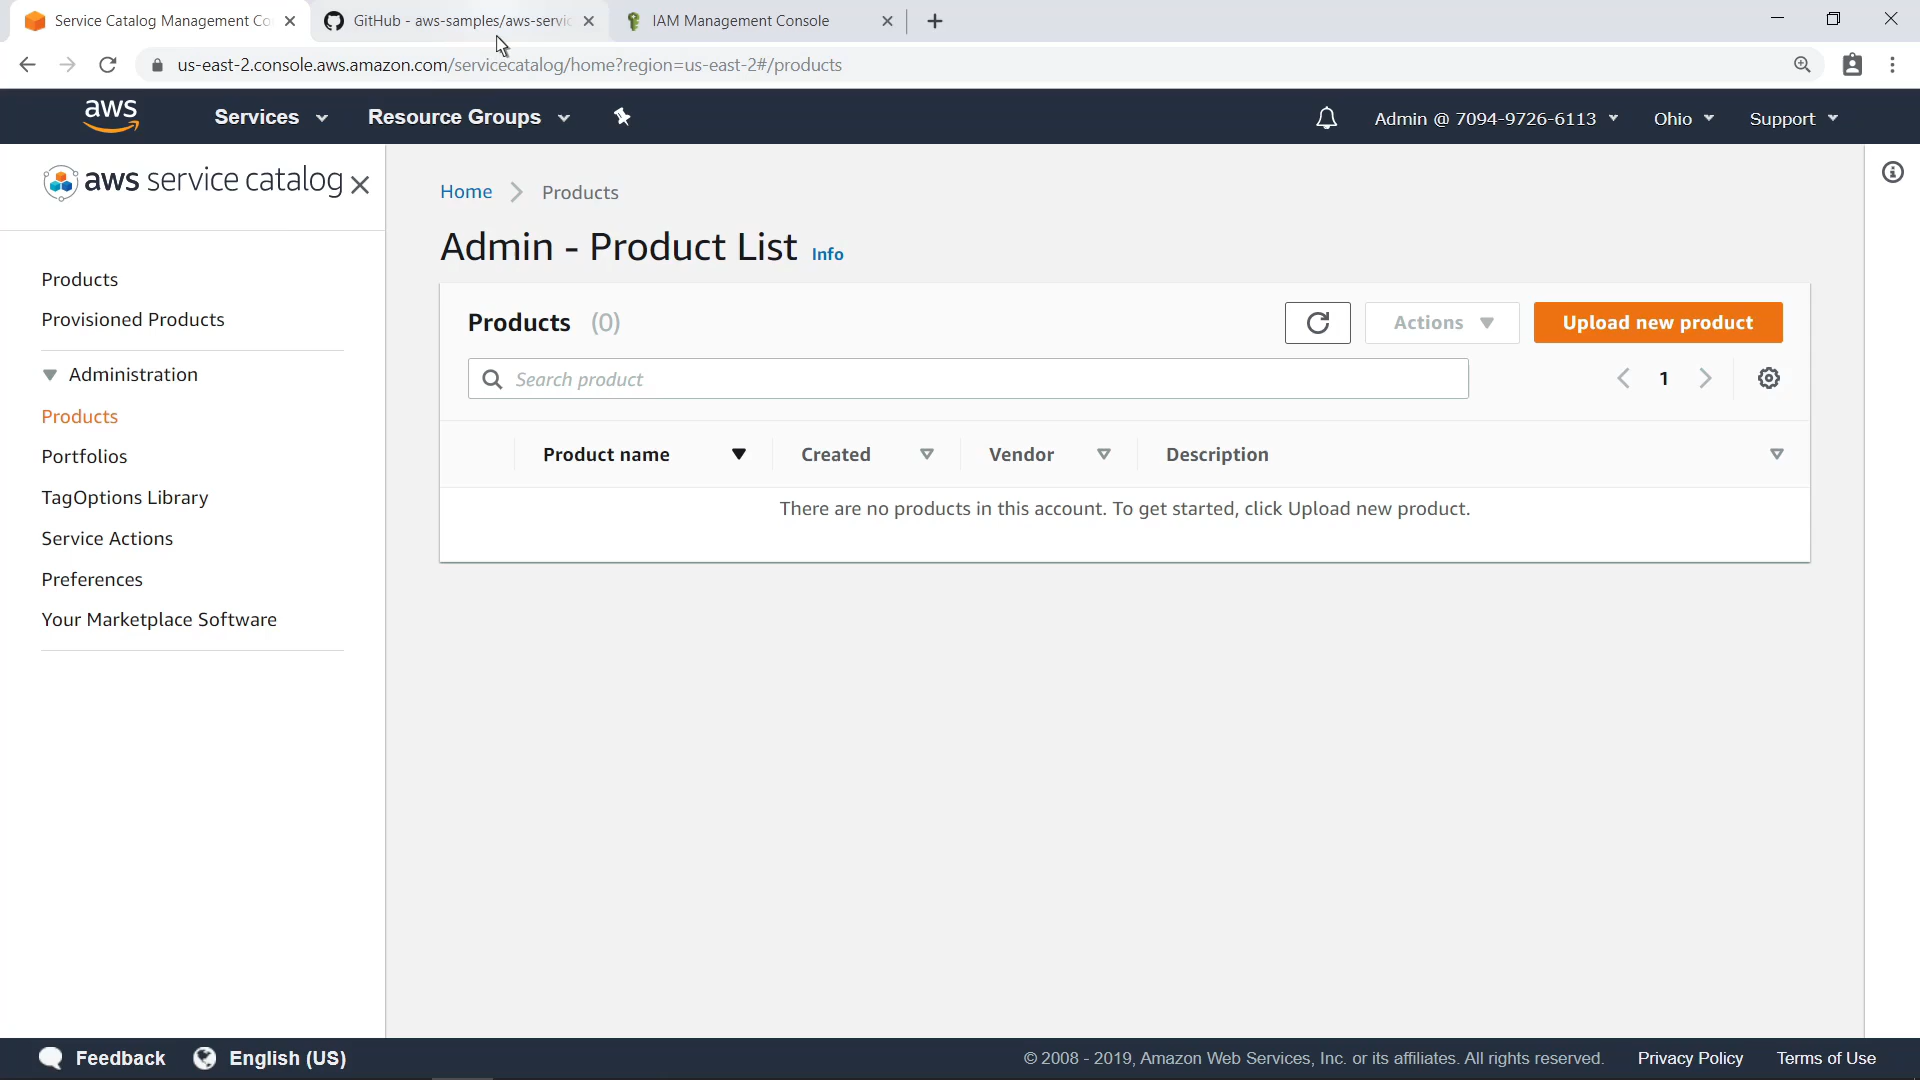 Service Catalog Management Co
GitHub - aws-samples/aws-servic
IAM Management Console
us-east-2.console.aws.amazon.com/servicecatalog/home?region=us-east-2#/products
aws
Services
Resource Groups
Admin @ 7094-9726-6113
Ohio
Support
aws service catalog
Products
Provisioned Products
Administration
Products
Portfolios
TagOptions Library
Service Actions
Preferences
Your Marketplace Software
Home > Products
Admin - Product List Info
Products (0)
Actions
Upload new product
Search product
1
Product name
Created
Vendor
Description
There are no products in this account. To get started, click Upload new product.
Feedback
English (US)
© 2008 - 2019, Amazon Web Services, Inc. or its affiliates. All rights reserved.
Privacy Policy
Terms of Use